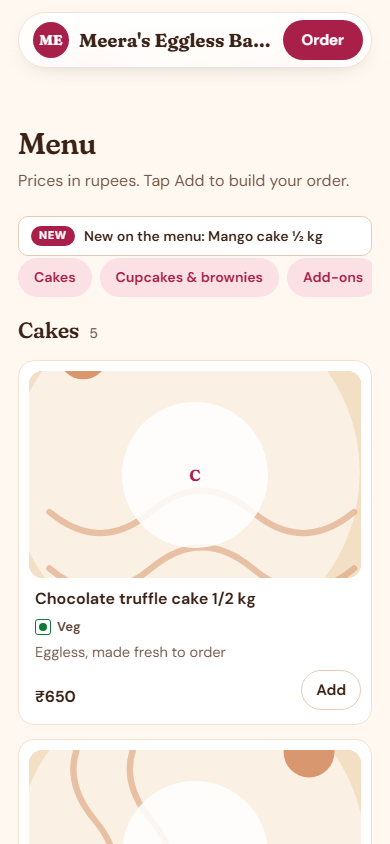 ME Meera's Eggless Ba... Order
Menu
Prices in rupees. Tap Add to build your order.
NEW New on the menu: Mango cake ½ kg
Cakes Cupcakes & brownies Add-ons
Cakes 5
C
Chocolate truffle cake 1/2 kg
Veg
Eggless, made fresh to order
₹650 Add